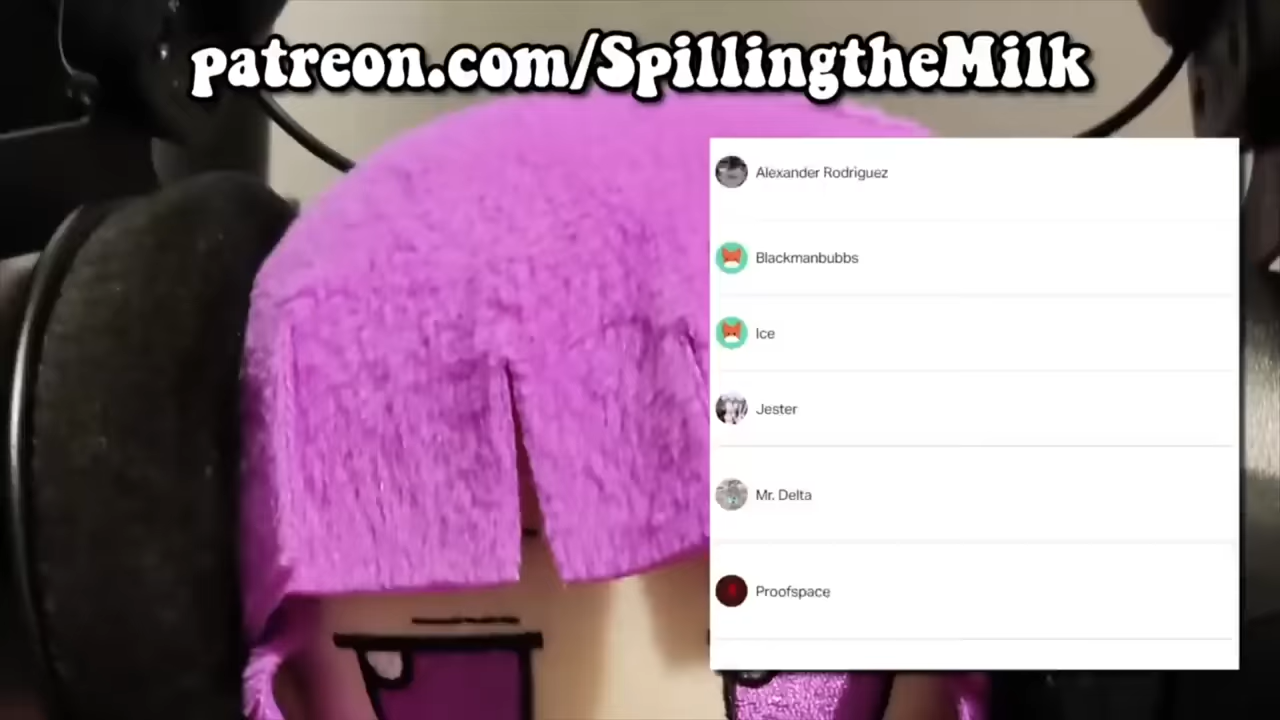 patreon.com/SpillingtheMilk
Alexander Rodriguez
Blackmanbubbs
Ice
Jester
Mr. Delta
Proofspace